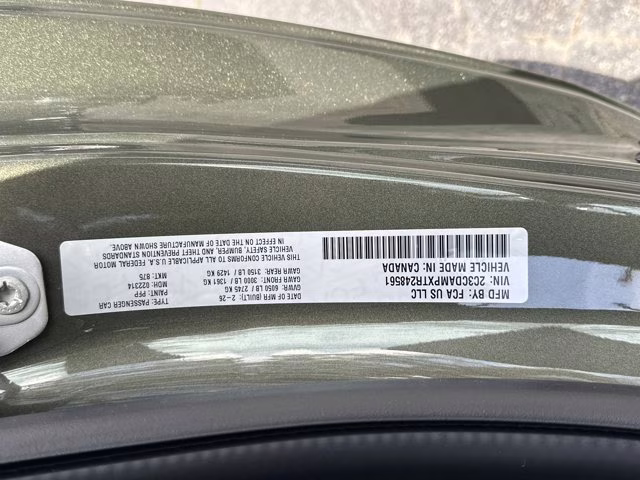 MFD BY: FCA US LLC
DATE OF MFR (BUILT): 2-26
TYPE: PASSENGER CAR
VIN: 2C3CDAMPXTR248561
GVWR: 6050 LB / 2745 KG
PAINT: PFP
VEHICLE MADE IN: CANADA
GAWR FRONT: 3000 LB / 1361 KG
MDH: 022314
GAWR REAR: 3150 LB / 1429 KG
MKT: 875
THIS VEHICLE CONFORMS TO ALL APPLICABLE U.S.A. FEDERAL MOTOR
VEHICLE SAFETY, BUMPER, AND THEFT PREVENTION STANDARDS
IN EFFECT ON THE DATE OF MANUFACTURE SHOWN ABOVE.